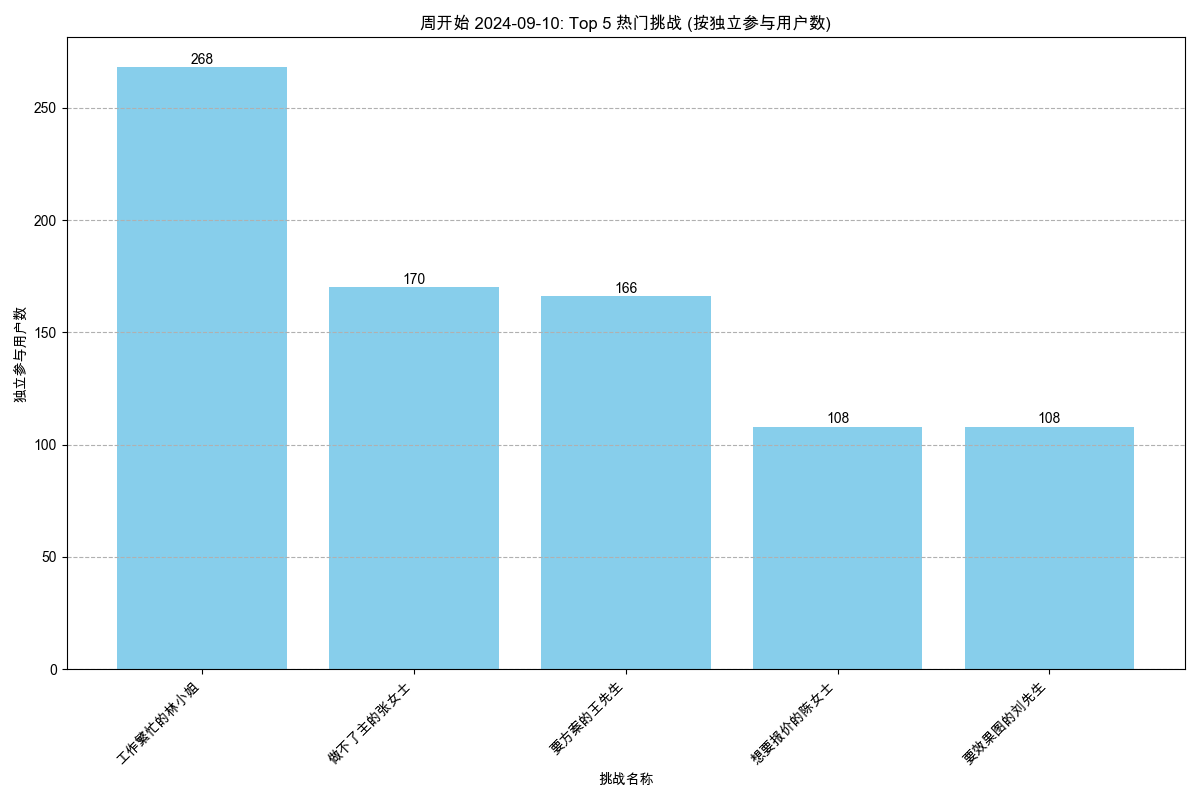 周开始 2024-09-10: Top 5 热门挑战 (按独立参与用户数)
268
170
166
108
108
250
200
150
100
50
0
独立参与用户数
工作繁忙的林小姐
做不了主的张女士
要方案的王先生
想要报价的陈女士
要效果图的刘先生
挑战名称